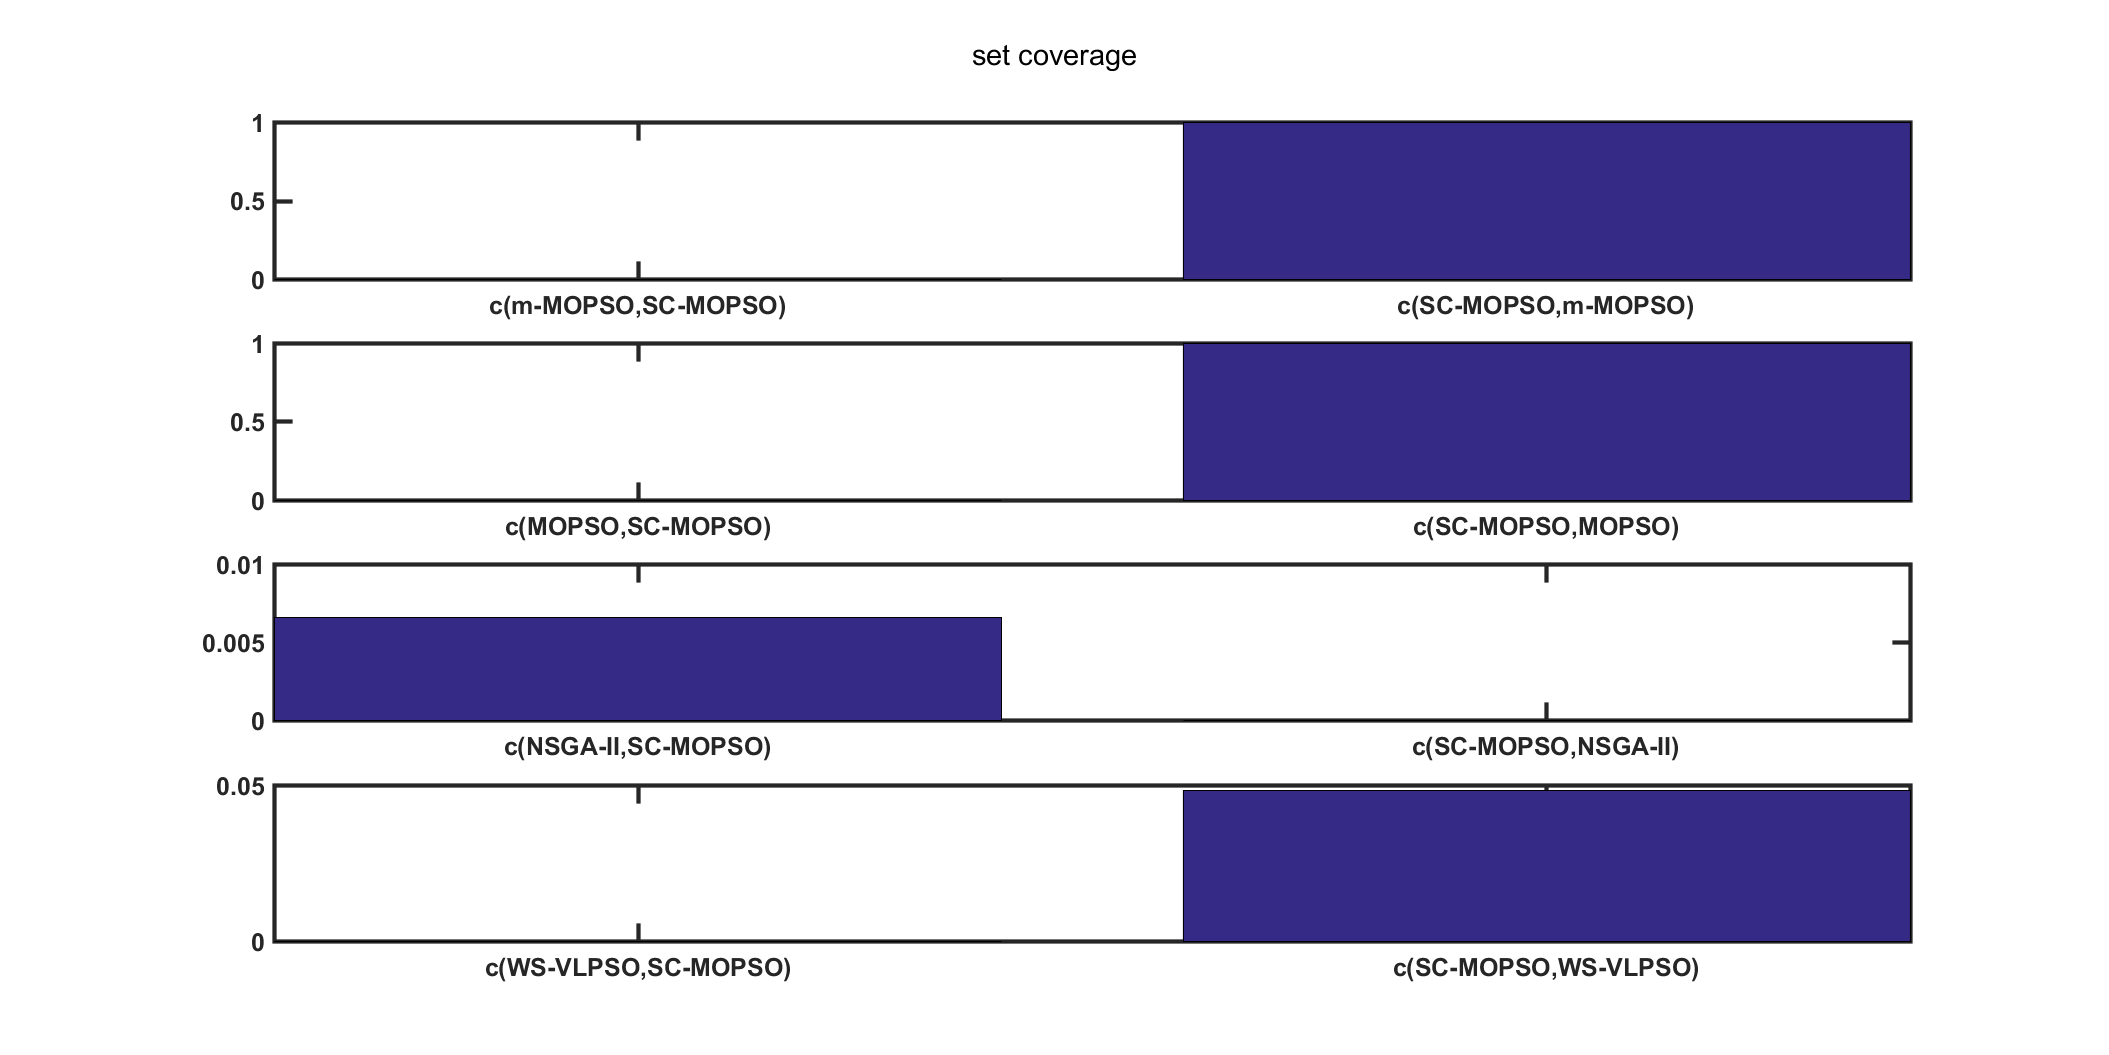 set coverage
1
0.5
0
c(m-MOPSO,SC-MOPSO) c(SC-MOPSO,m-MOPSO)
1
0.5
0
c(MOPSO,SC-MOPSO) c(SC-MOPSO,MOPSO)
0.01
0.005
0
c(NSGA-II,SC-MOPSO) c(SC-MOPSO,NSGA-II)
0.05
0
c(WS-VLPSO,SC-MOPSO) c(SC-MOPSO,WS-VLPSO)